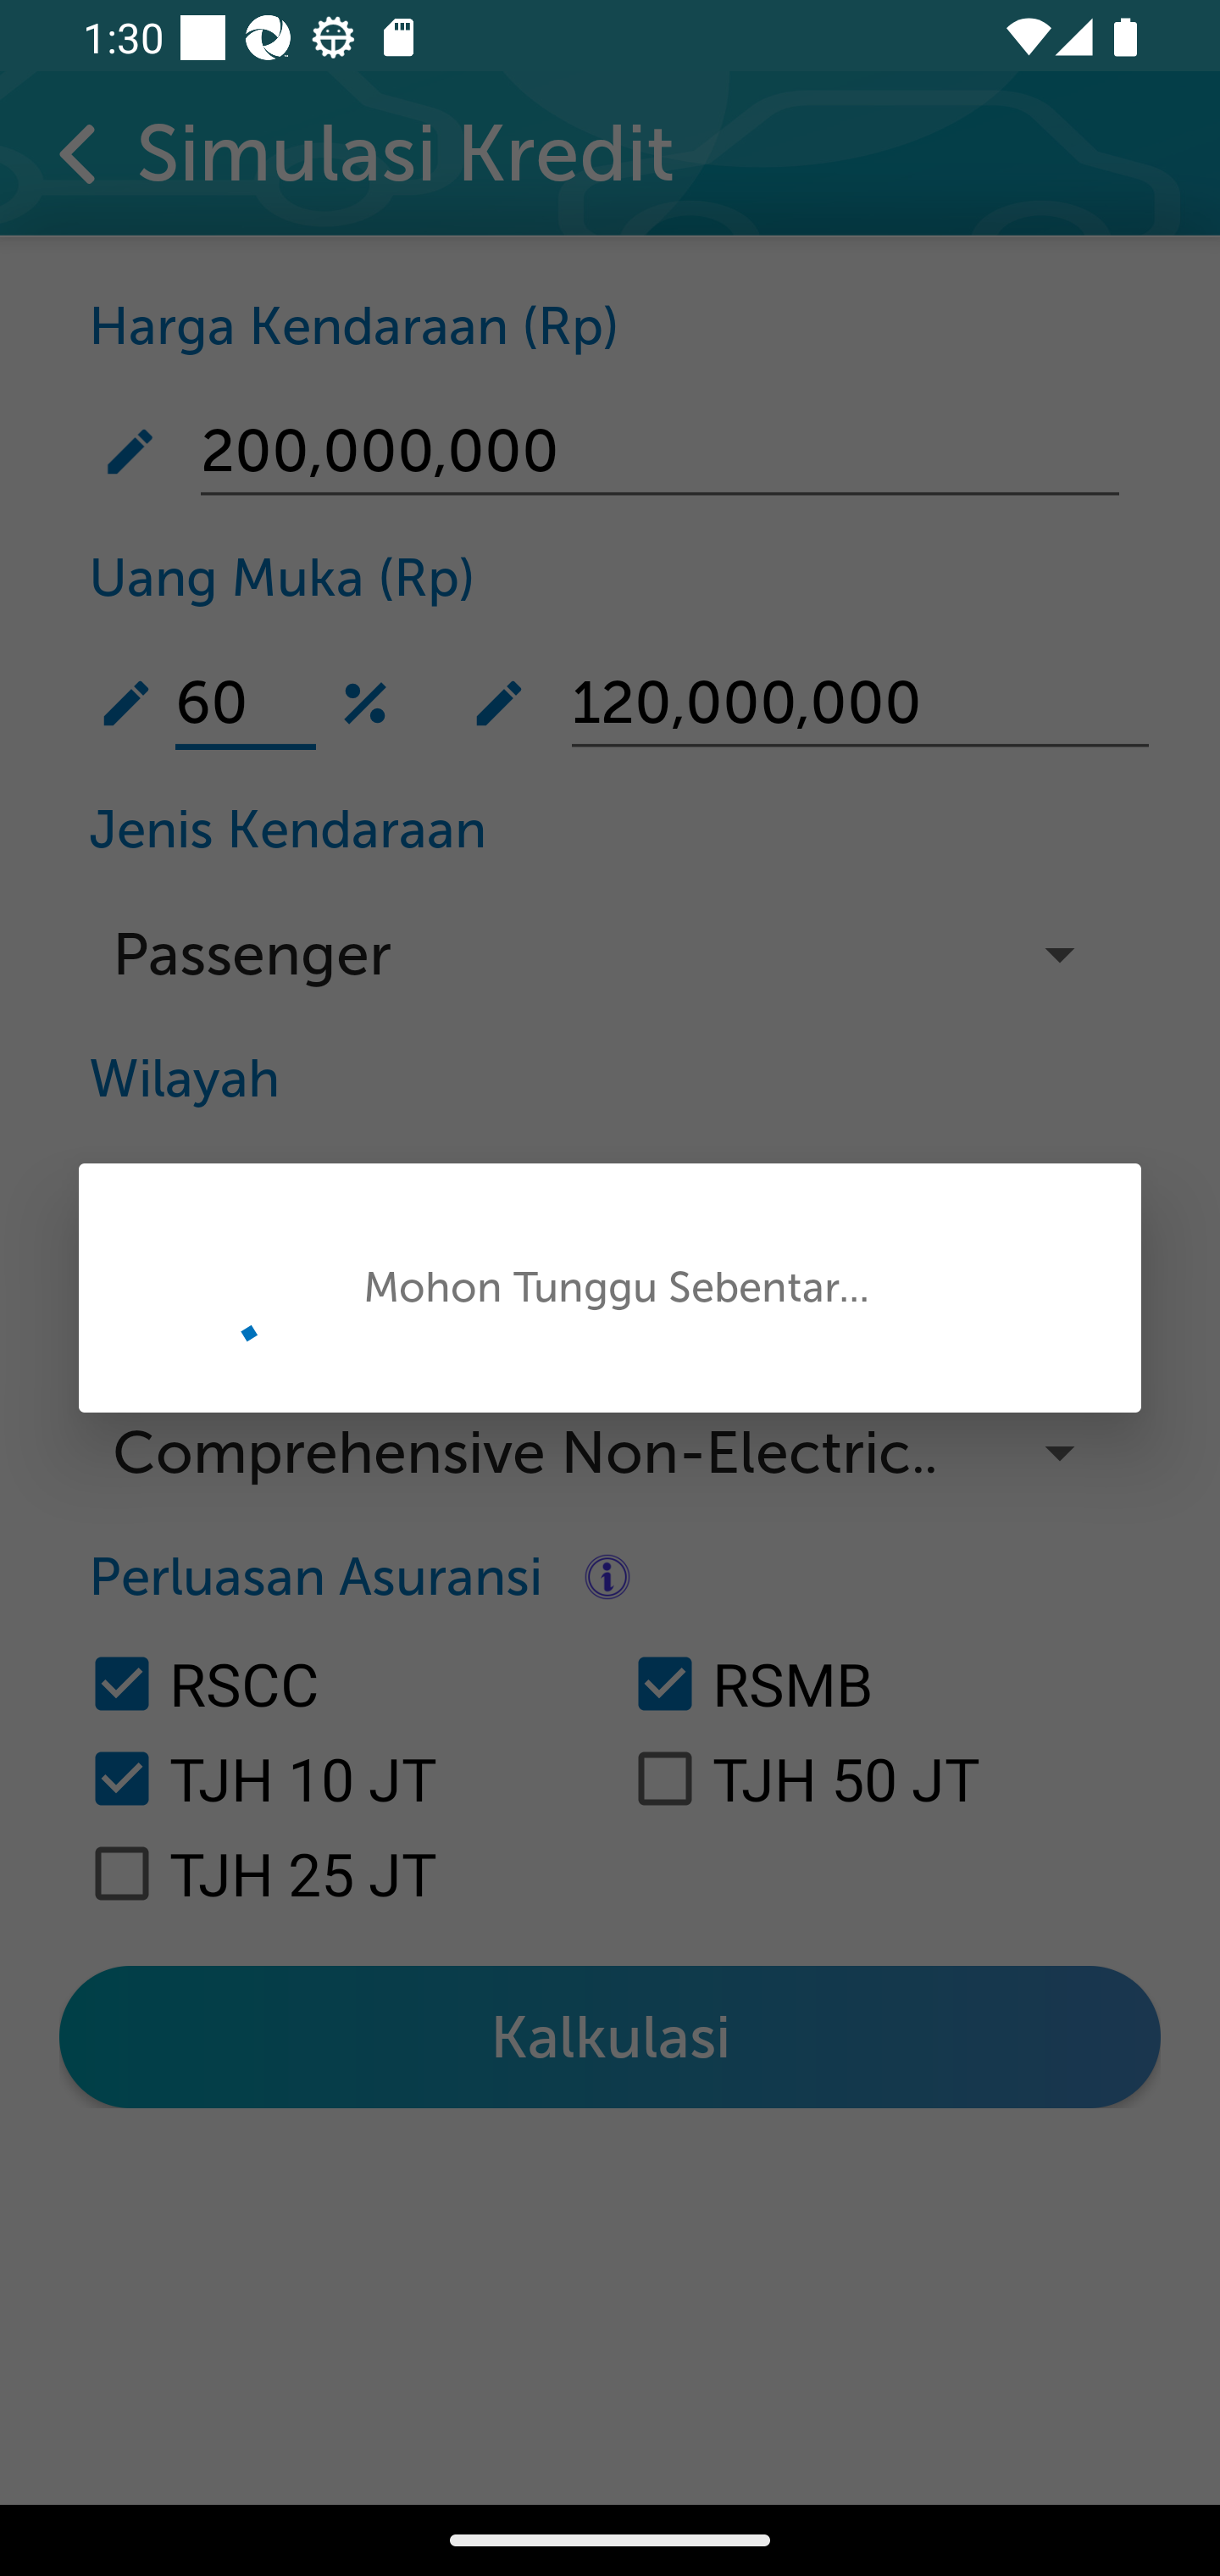 1:30
Simulasi Kredit
Harga Kendaraan (Rp)
200,000,000
Uang Muka (Rp)
60 % 120,000,000
Jenis Kendaraan
Passenger
Wilayah
Mohon Tunggu Sebentar...
Comprehensive Non-Electric..
Perluasan Asuransi
RSCC RSMB
TJH 10 JT TJH 50 JT
TJH 25 JT
Kalkulasi